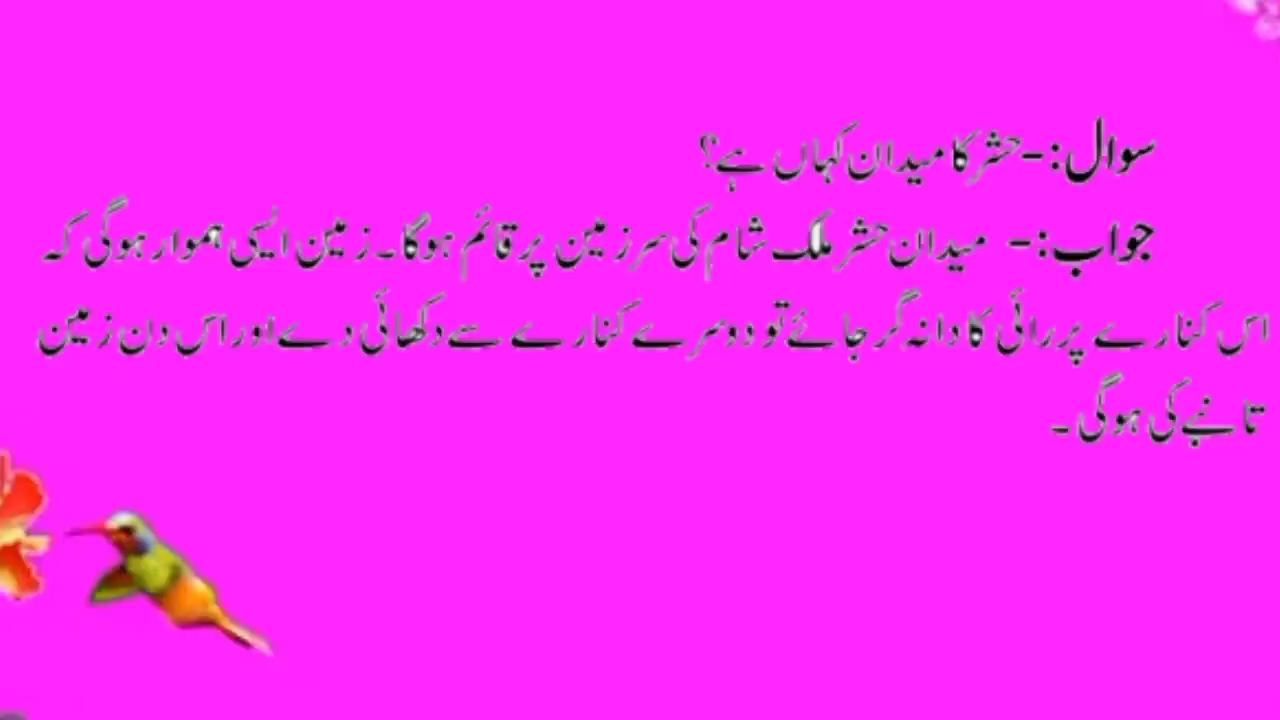 سوال:- حشر کا میدان کہاں ہے؟
جواب:- میدان حشر ملک شام کی سرزمین پر قائم ہوگا۔ زمین ایسی ہموار ہوگی کہ
اس کنارے پر رائی کا دانہ گر جائے تو دوسرے کنارے سے دکھائی دے اور اس دن زمین
تانبے کی ہوگی۔